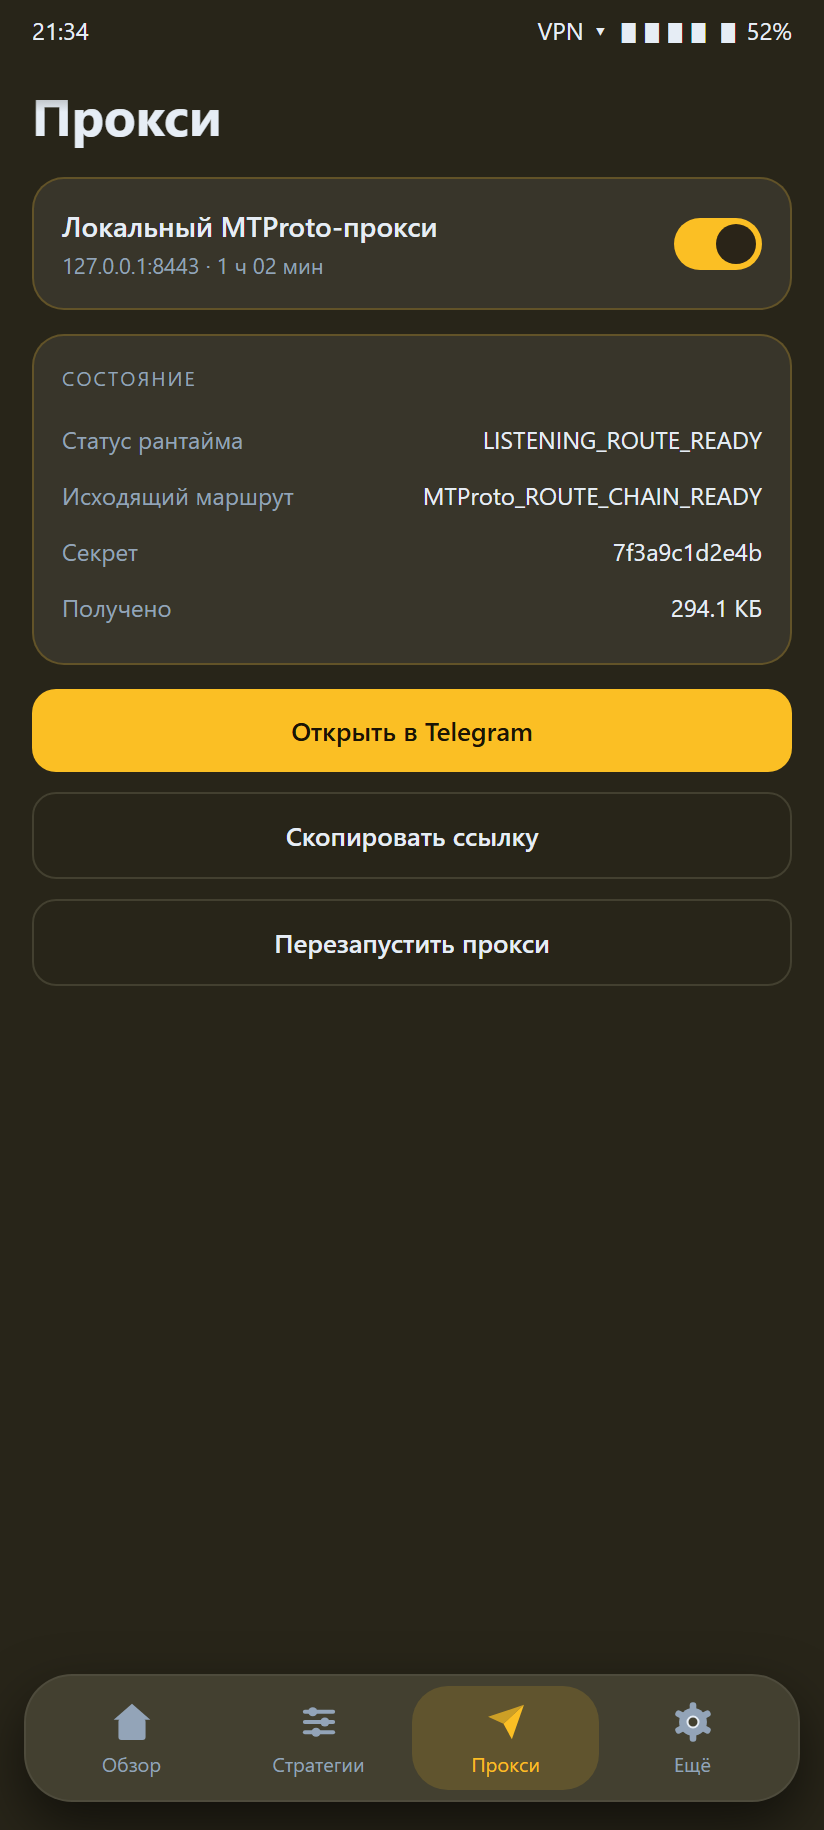 21:34 VPN ▼ 52%
Прокси
Локальный MTProto-прокси
127.0.0.1:8443 · 1 ч 02 мин
СОСТОЯНИЕ
Статус рантайма LISTENING_ROUTE_READY
Исходящий маршрут MTProto_ROUTE_CHAIN_READY
Секрет 7f3a9c1d2e4b
Получено 294.1 КБ
Открыть в Telegram
Скопировать ссылку
Перезапустить прокси
Обзор Стратегии Прокси Ещё